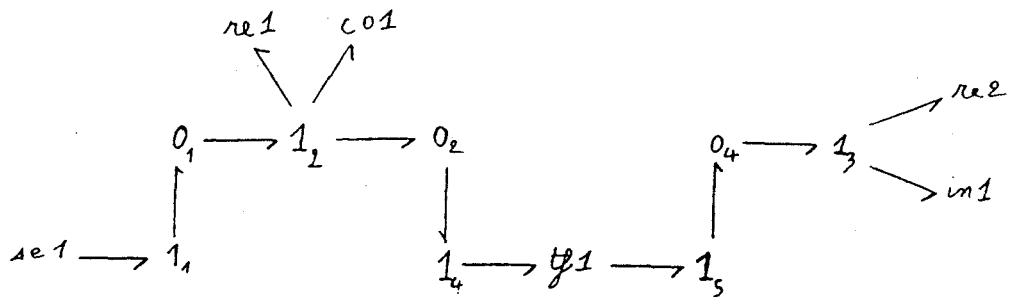 re1 co1
re2
0₁ 1₂ 0₂ 0₄ 1₃
in1
se1 1₁ 1₄ tf1 1₅